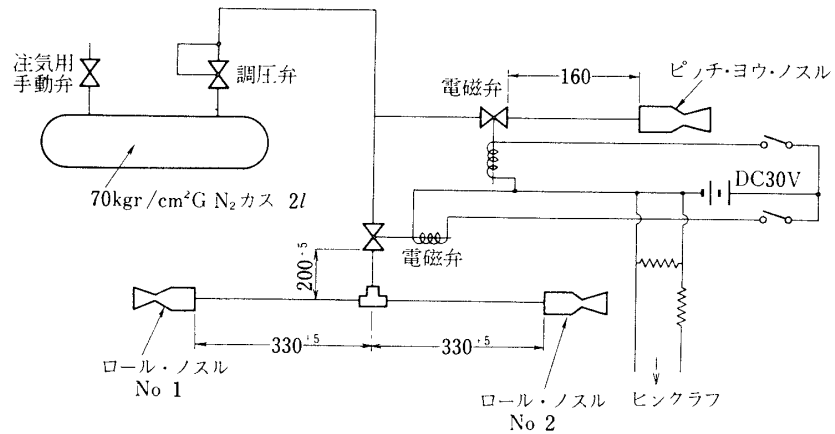 注気用
手動弁
調圧弁
電磁弁
160
ピッチ・ヨウ・ノスル
70kgr/cm²G N₂カス 2l
DC30V
電磁弁
200⁻⁵
330⁻⁵
330⁻⁵
ロール・ノスル
No 1
ロール・ノスル
No 2
ピンクラフ